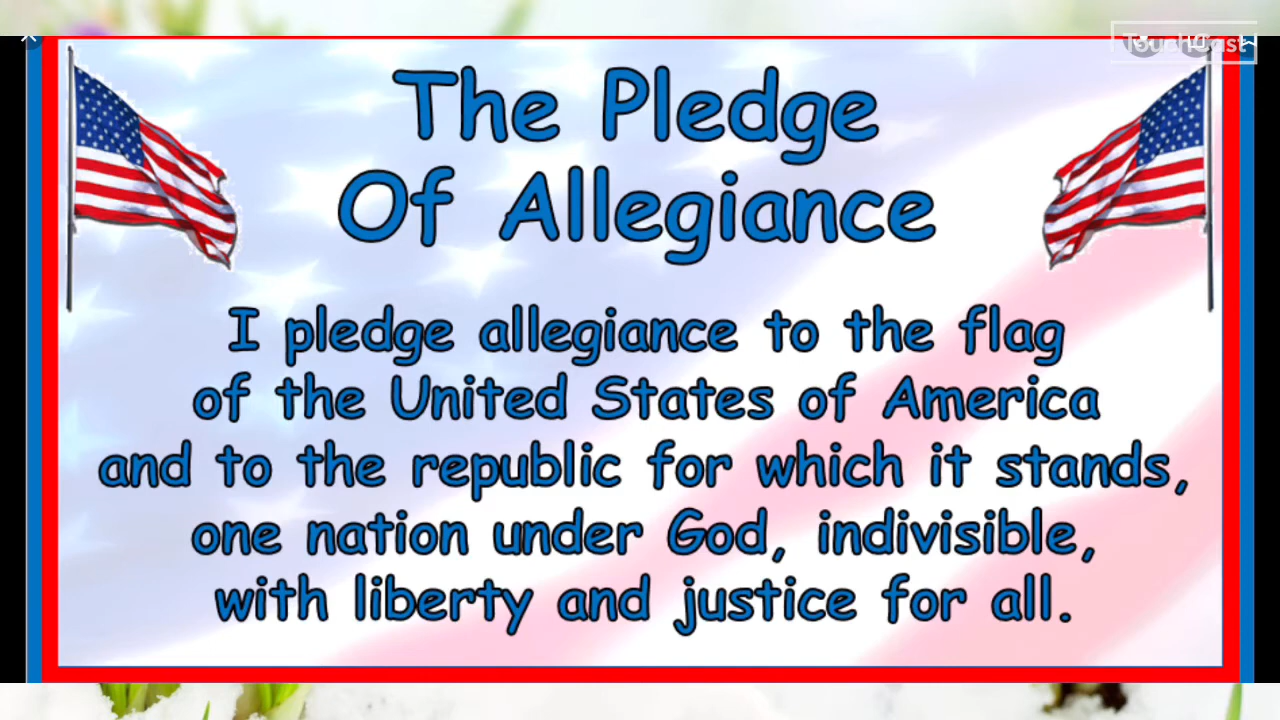 TouchCast
The Pledge
Of Allegiance
I pledge allegiance to the flag
of the United States of America
and to the republic for which it stands,
one nation under God, indivisible,
with liberty and justice for all.